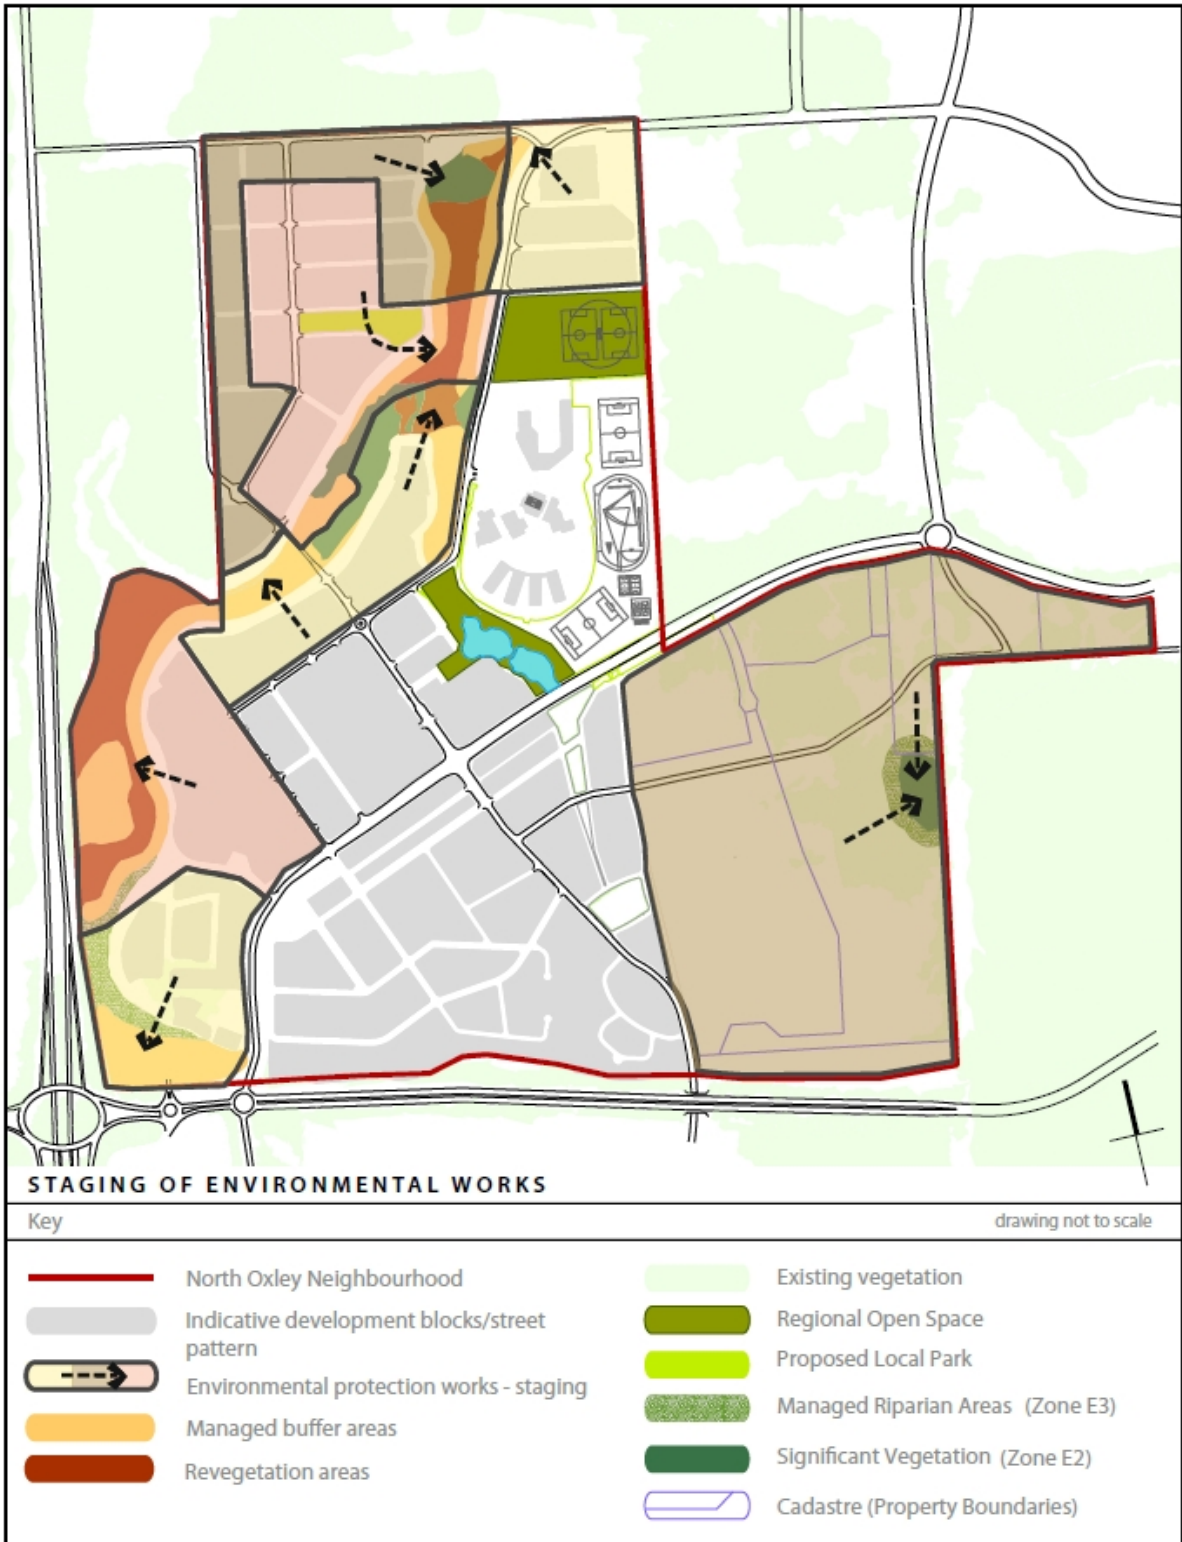 STAGING OF ENVIRONMENTAL WORKS
Key
drawing not to scale
North Oxley Neighbourhood
Indicative development blocks/street
pattern
Environmental protection works - staging
Managed buffer areas
Revegetation areas
Existing vegetation
Regional Open Space
Proposed Local Park
Managed Riparian Areas (Zone E3)
Significant Vegetation (Zone E2)
Cadastre (Property Boundaries)